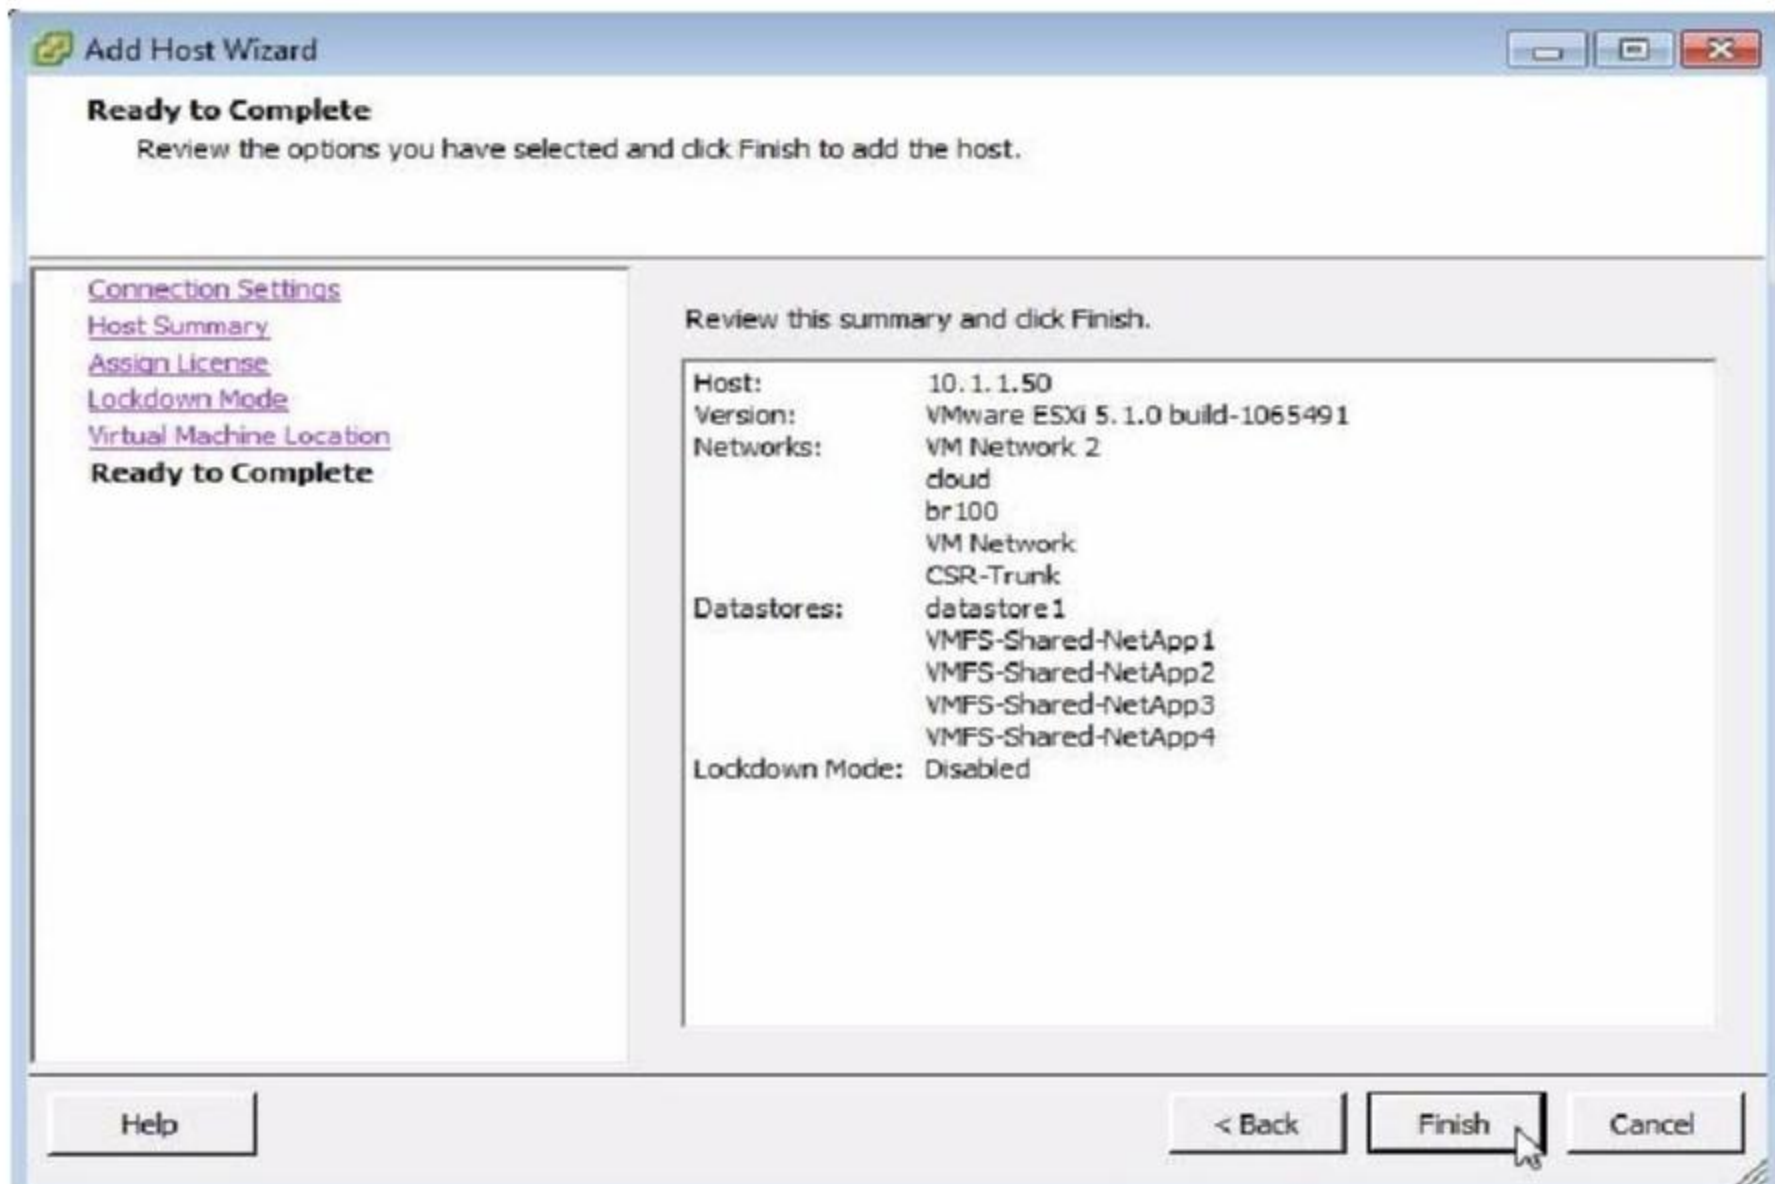 Add Host Wizard
Ready to Complete
Review the options you have selected and click Finish to add the host.
Connection Settings
Host Summary
Assign License
Lockdown Mode
Virtual Machine Location
Ready to Complete
Review this summary and click Finish.
Host: 10.1.1.50
Version: VMware ESXi 5.1.0 build-1065491
Networks: VM Network 2
cloud
br100
VM Network
CSR-Trunk
Datastores: datastore1
VMFS-Shared-NetApp1
VMFS-Shared-NetApp2
VMFS-Shared-NetApp3
VMFS-Shared-NetApp4
Lockdown Mode: Disabled
Help < Back Finish Cancel